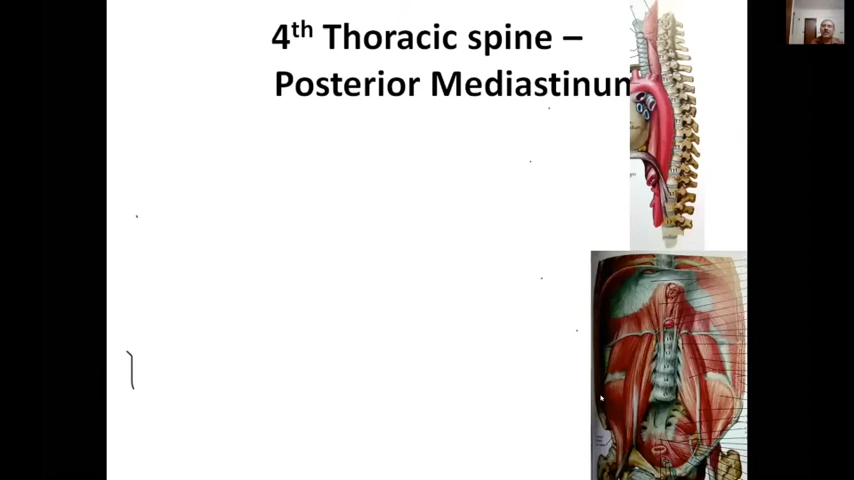 4th Thoracic spine –
Posterior Mediastinum